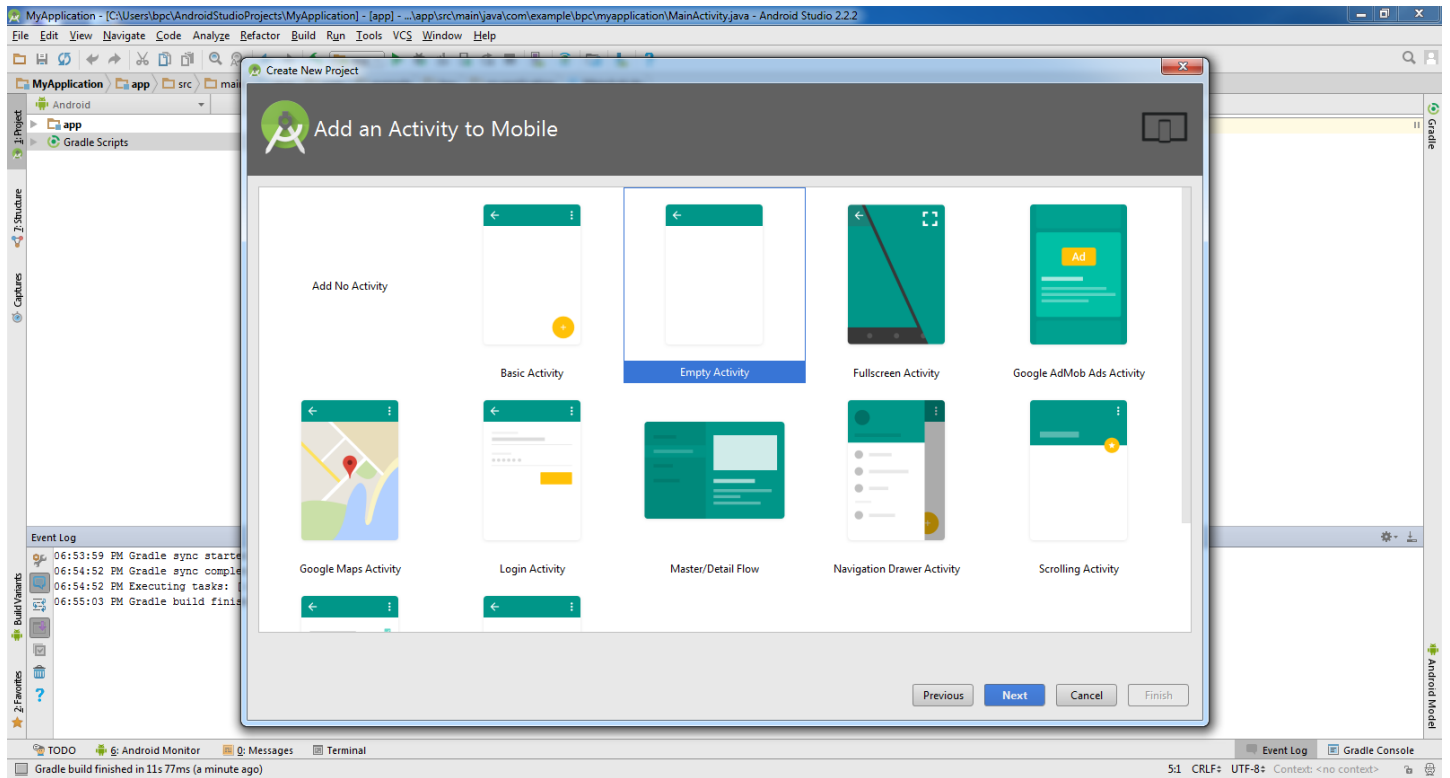 MyApplication - [C:\Users\bpc\AndroidStudioProjects\MyApplication] - [app] - ...\app\src\main\java\com\example\bpc\myapplication\MainActivity.java - Android Studio 2.2.2
File Edit View Navigate Code Analyze Refactor Build Run Tools VCS Window Help
MyApplication app src mai
Android
app
Gradle Scripts
1: Project
7: Structure
Captures
Build Variants
2: Favorites
Gradle
Android Model
Create New Project
Add an Activity to Mobile
Add No Activity
Ad
Basic Activity
Empty Activity
Fullscreen Activity
Google AdMob Ads Activity
Google Maps Activity
Login Activity
Master/Detail Flow
Navigation Drawer Activity
Scrolling Activity
Previous Next Cancel Finish
Event Log
06:53:59 PM Gradle sync starte
06:54:52 PM Gradle sync comple
06:54:52 PM Executing tasks:
06:55:03 PM Gradle build finis
TODO 6: Android Monitor 0: Messages Terminal Event Log Gradle Console
Gradle build finished in 11s 77ms (a minute ago) 5:1 CRLF UTF-8 Context: <no context>